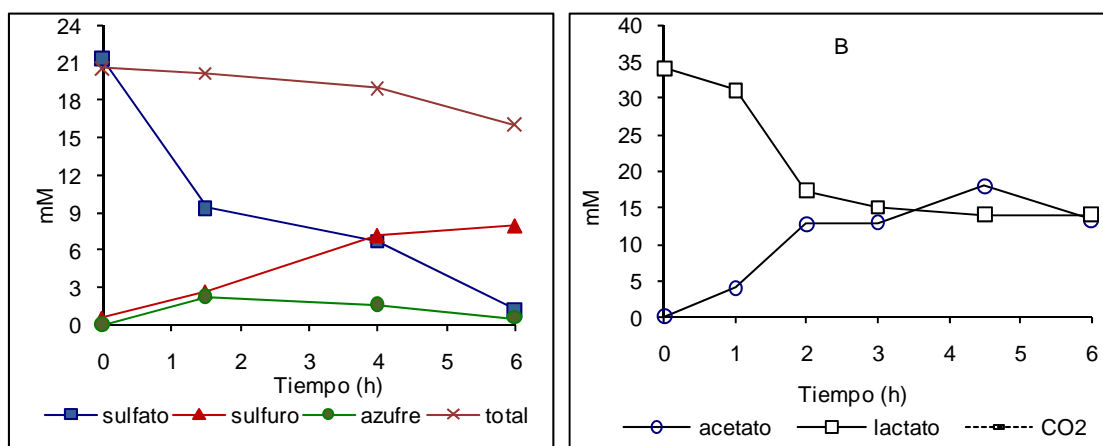 24
21
18
15
12
9
6
3
0
mM
0 1 2 3 4 5 6
Tiempo (h)
sulfato sulfuro azufre total
B
40
35
30
25
20
15
10
5
0
mM
0 1 2 3 4 5 6
Tiempo (h)
acetato lactato CO2